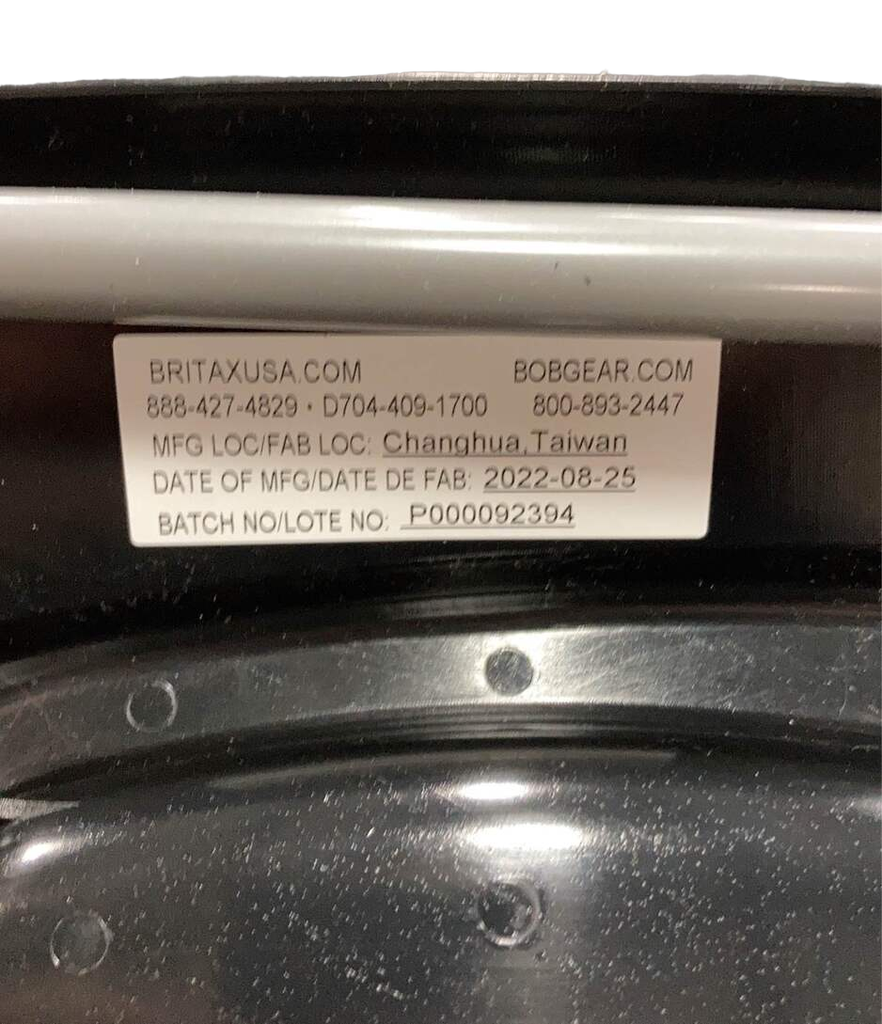 BRITAXUSA.COM BOBGEAR.COM
888-427-4829 • D704-409-1700 800-893-2447
MFG LOC/FAB LOC: Changhua,Taiwan
DATE OF MFG/DATE DE FAB: 2022-08-25
BATCH NO/LOTE NO: P000092394